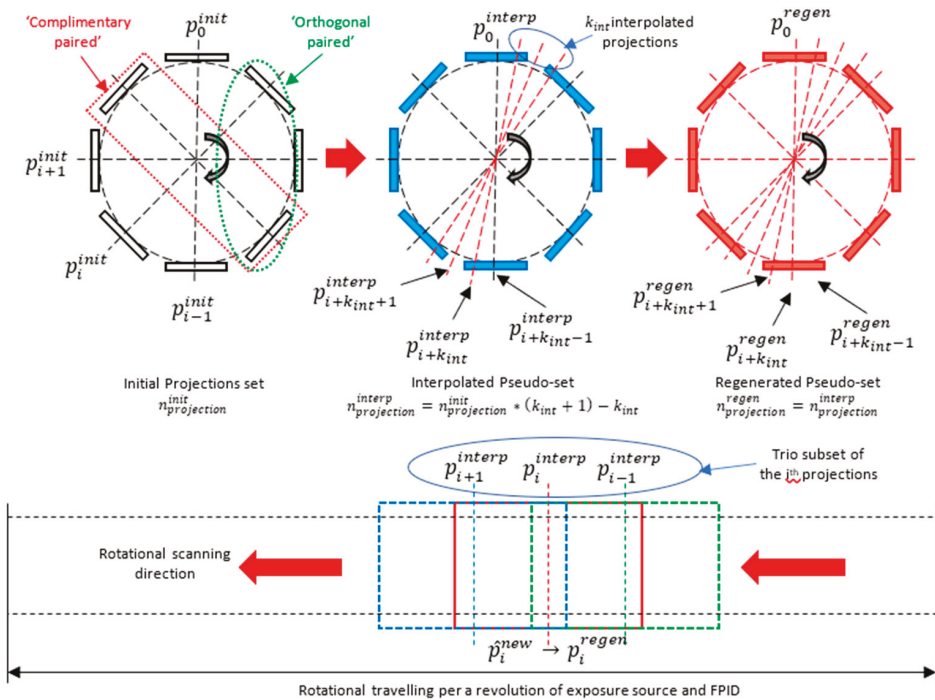 ‘Complimentary paired’
‘Orthogonal paired’
p_0^{init}
p_{i+1}^{init}
p_i^{init}
p_{i-1}^{init}
Initial Projections set
n_{projection}^{init}
p_0^{interp}
k_{int} interpolated projections
p_{i+k_{int}+1}^{interp}
p_{i+k_{int}}^{interp}
p_{i+k_{int}-1}^{interp}
Interpolated Pseudo-set
n_{projection}^{interp} = n_{projection}^{init} * (k_{int} + 1) − k_{int}
p_0^{regen}
p_{i+k_{int}+1}^{regen}
p_{i+k_{int}}^{regen}
p_{i+k_{int}-1}^{regen}
Regenerated Pseudo-set
n_{projection}^{regen} = n_{projection}^{interp}
p_{i+1}^{interp} p_i^{interp} p_{i-1}^{interp}
Trio subset of
the i^{th} projections
Rotational scanning
direction
p̂_i^{new} → p_i^{regen}
Rotational travelling per a revolution of exposure source and FPID